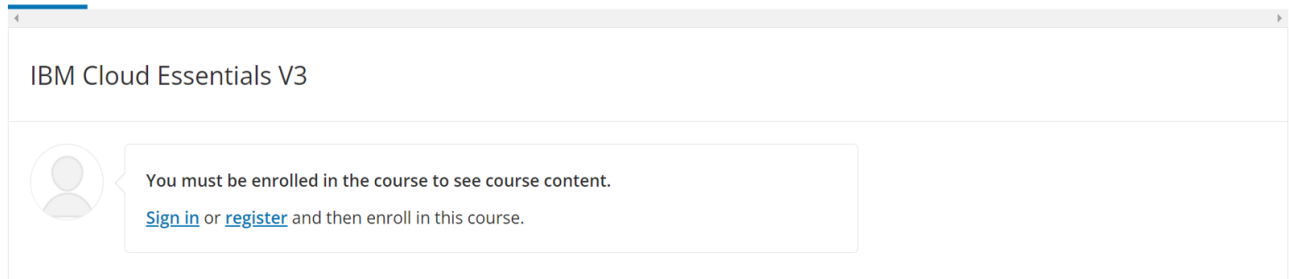 IBM Cloud Essentials V3
You must be enrolled in the course to see course content.
Sign in or register and then enroll in this course.